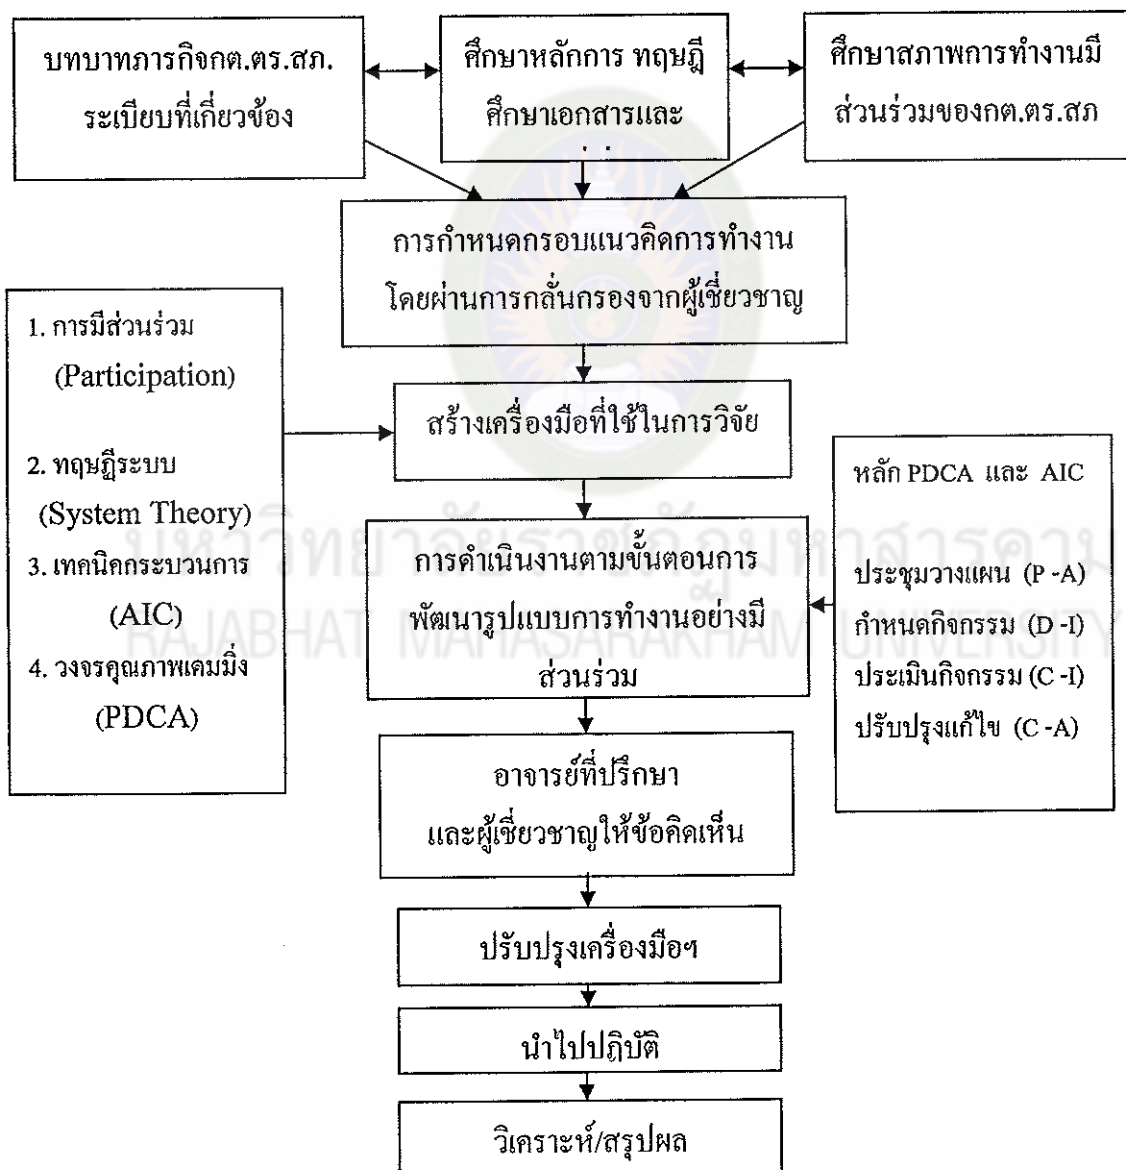 บทบาทภารกิจกต.ตร.สภ.
ระเบียบที่เกี่ยวข้อง
ศึกษาหลักการ ทฤษฎี
ศึกษาเอกสารและ
ศึกษาสภาพการทำงานมี
ส่วนร่วมของกต.ตร.สภ
การกำหนดกรอบแนวคิดการทำงาน
โดยผ่านการกลั่นกรองจากผู้เชี่ยวชาญ
1. การมีส่วนร่วม
(Participation)
2. ทฤษฎีระบบ
(System Theory)
3. เทคนิคกระบวนการ
(AIC)
4. วงจรคุณภาพเดมมิ่ง
(PDCA)
สร้างเครื่องมือที่ใช้ในการวิจัย
การดำเนินงานตามขั้นตอนการ
พัฒนารูปแบบการทำงานอย่างมี
ส่วนร่วม
หลัก PDCA และ AIC
ประชุมวางแผน (P -A)
กำหนดกิจกรรม (D -I)
ประเมินกิจกรรม (C -I)
ปรับปรุงแก้ไข (C -A)
อาจารย์ที่ปรึกษา
และผู้เชี่ยวชาญให้ข้อคิดเห็น
ปรับปรุงเครื่องมือฯ
นำไปปฏิบัติ
วิเคราะห์/สรุปผล
มหาวิทยาลัยราชภัฏมหาสารคาม
RAJABHAT MAHASARAKHAM UNIVERSITY